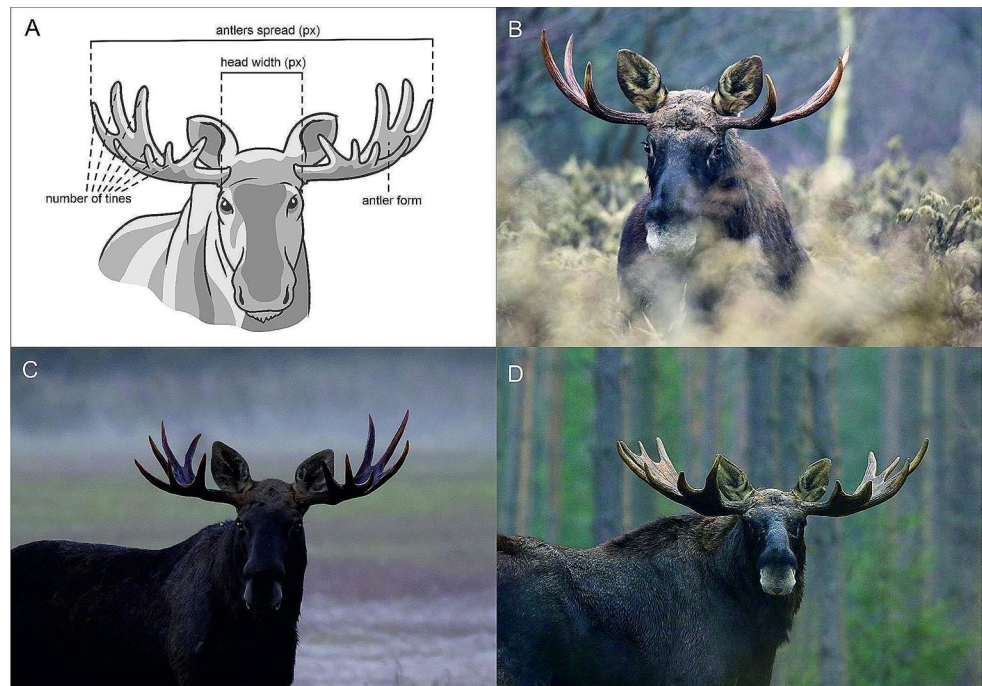 A
antlers spread (px)
head width (px)
number of tines
antler form
B
C
D